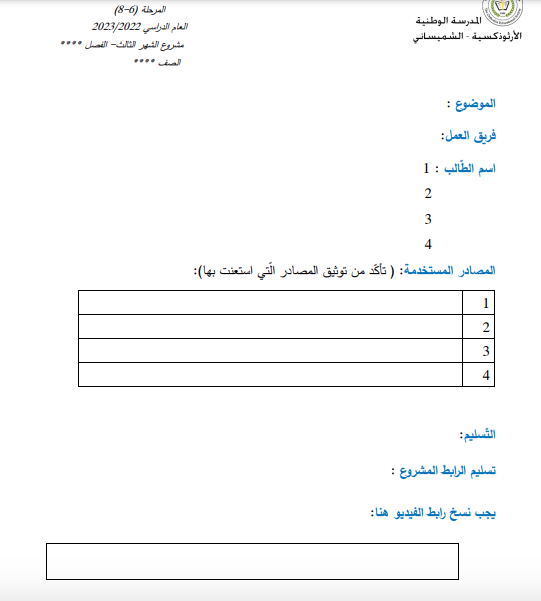 المدرسة الوطنية
الأرثوذكسية - الشميساني
المرحلة (6-8)
العام الدراسي 2023/2022
مشروع الشهر الثالث- الفصل ****
الصف ****
الموضوع :
فريق العمل:
اسم الطّالب : 1
2
3
4
المصادر المستخدمة: ( تأكّد من توثيق المصادر الّتي استعنت بها):
1
2
3
4
التّسليم:
تسليم الرابط المشروع :
يجب نسخ رابط الفيديو هنا: